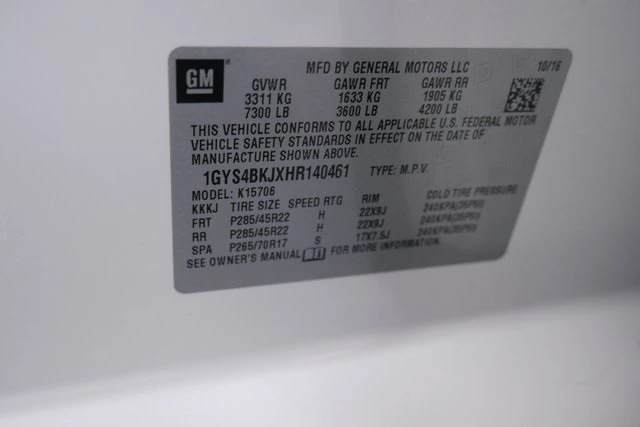 GM
MFD BY GENERAL MOTORS LLC 10/16
GVWR GAWR FRT GAWR RR
3311 KG 1633 KG 1905 KG
7300 LB 3600 LB 4200 LB
THIS VEHICLE CONFORMS TO ALL APPLICABLE U.S. FEDERAL MOTOR
VEHICLE SAFETY STANDARDS IN EFFECT ON THE DATE OF
MANUFACTURE SHOWN ABOVE.
1GYS4BKJXHR140461 TYPE: M.P.V.
MODEL: K15706
KKKJ TIRE SIZE SPEED RTG RIM COLD TIRE PRESSURE
FRT P285/45R22 H 22X9J 240KPA(35PSI)
RR P285/45R22 H 22X9J 240KPA(35PSI)
SPA P265/70R17 S 17X7.5J 240KPA(35PSI)
SEE OWNER'S MANUAL FOR MORE INFORMATION.